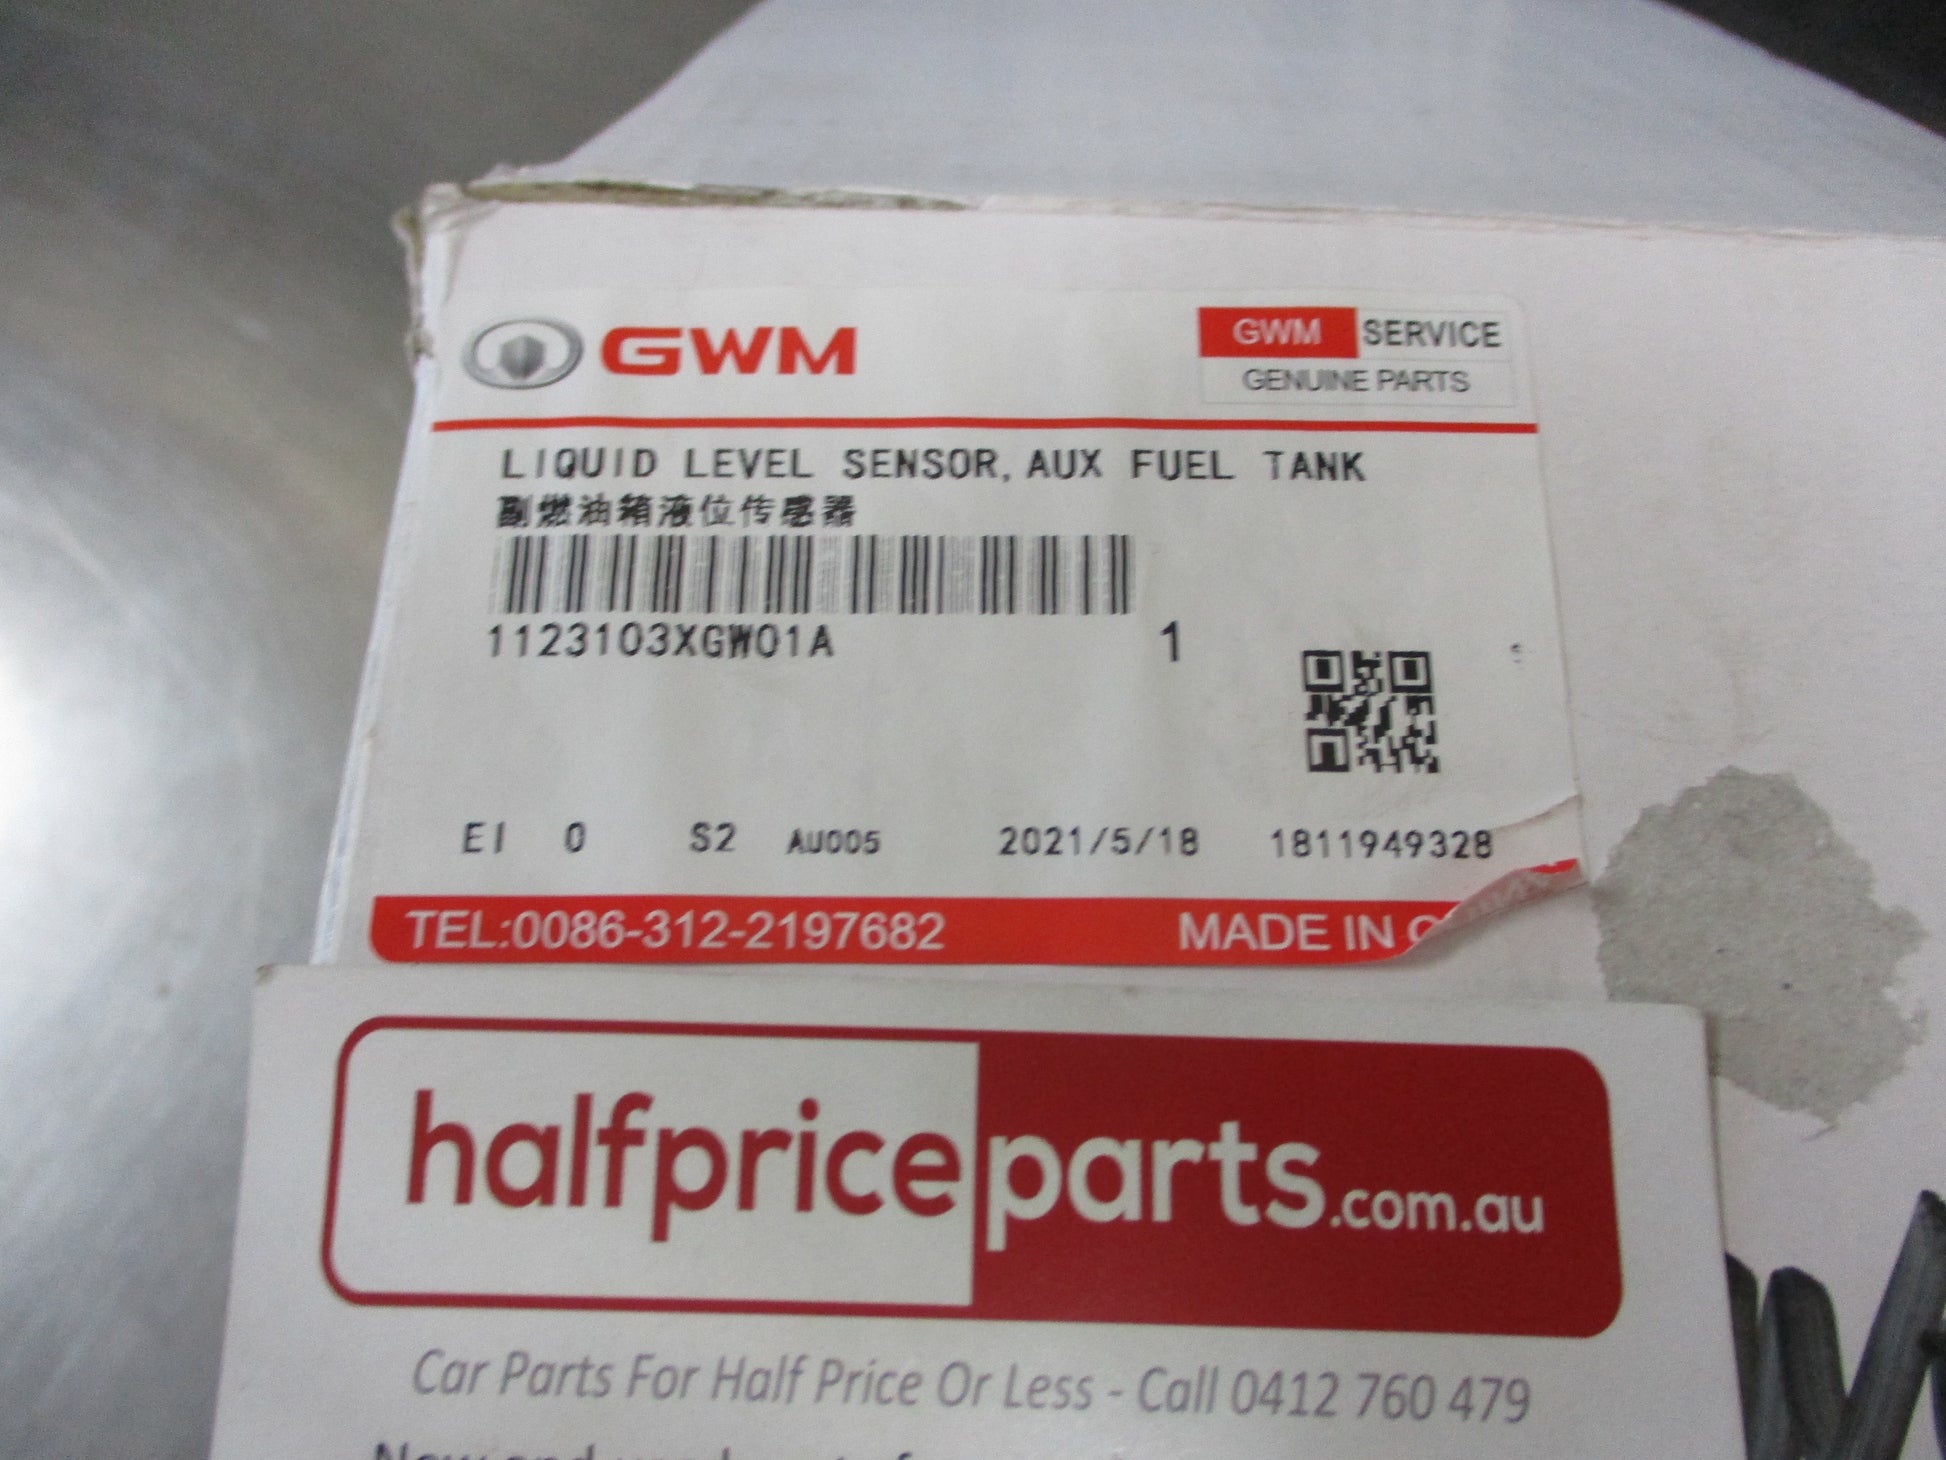 GWM
GWM SERVICE
GENUINE PARTS
LIQUID LEVEL SENSOR, AUX FUEL TANK
副燃油箱液位传感器
1123103XGW01A 1
EI 0 S2 AU005 2021/5/18 1811949328
TEL:0086-312-2197682 MADE IN
halfpriceparts.com.au
Car Parts For Half Price Or Less - Call 0412 760 479